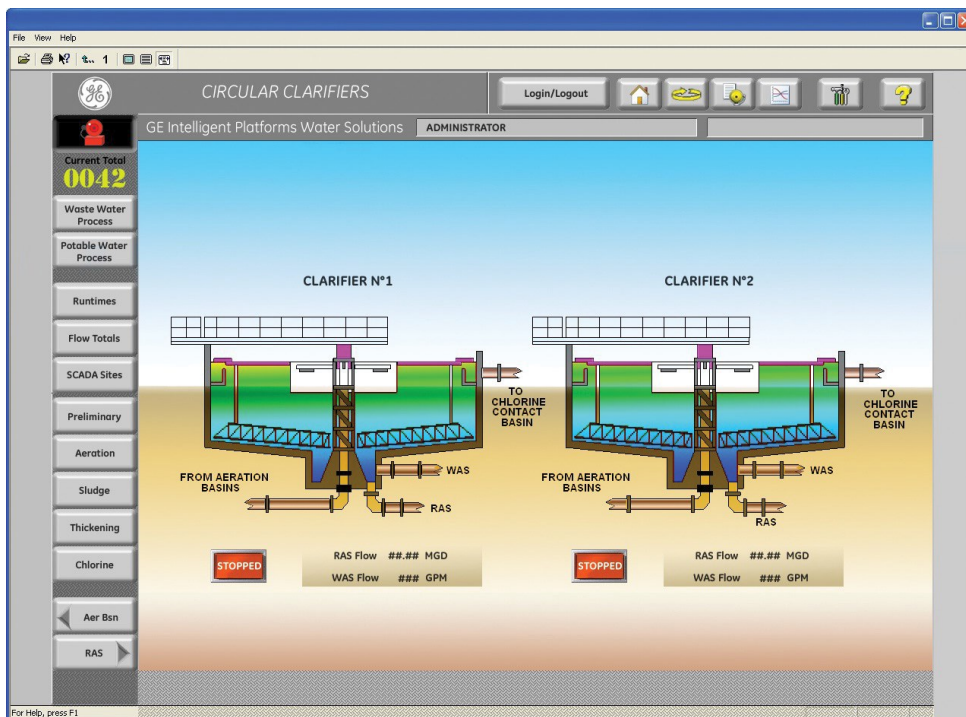 File View Help
1
CIRCULAR CLARIFIERS
Login/Logout
GE Intelligent Platforms Water Solutions
ADMINISTRATOR
Current Total
0042
Waste Water
Process
Potable Water
Process
Runtimes
Flow Totals
SCADA Sites
Preliminary
Aeration
Sludge
Thickening
Chlorine
Aer Bsn
RAS
CLARIFIER Nº1
TO
CHLORINE
CONTACT
BASIN
FROM AERATION
BASINS
WAS
RAS
STOPPED
RAS Flow ##.## MGD
WAS Flow ### GPM
CLARIFIER Nº2
TO
CHLORINE
CONTACT
BASIN
FROM AERATION
BASINS
WAS
RAS
STOPPED
RAS Flow ##.## MGD
WAS Flow ### GPM
For Help, press F1